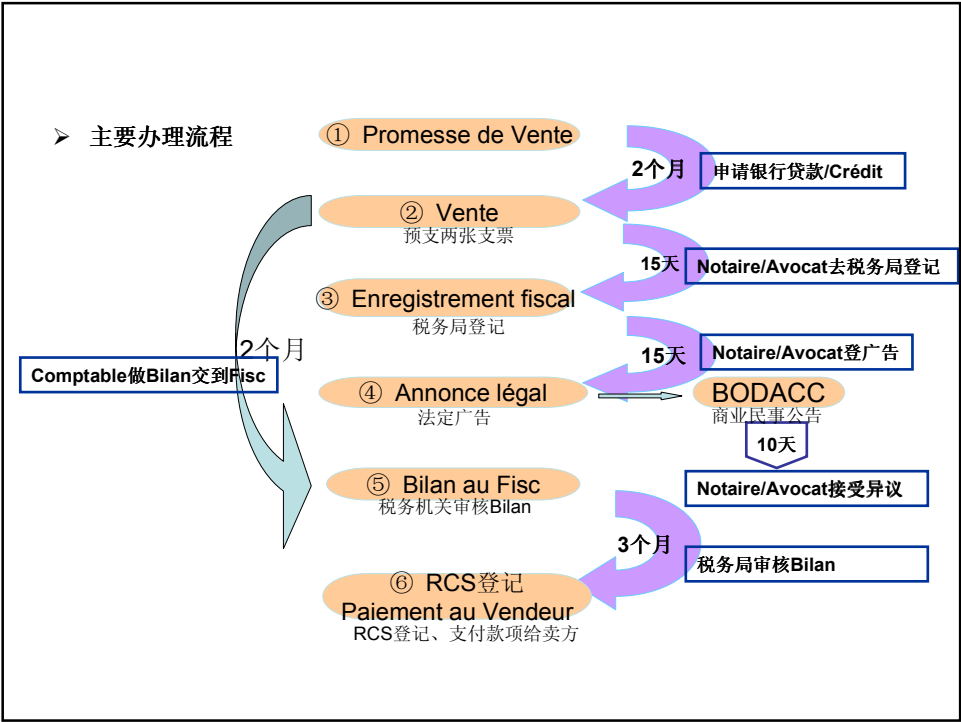 ➢ 主要办理流程
① Promesse de Vente
2个月
申请银行贷款/Crédit
② Vente
预支两张支票
15天
Notaire/Avocat去税务局登记
③ Enregistrement fiscal
税务局登记
2个月
Comptable做Bilan交到Fisc
15天
Notaire/Avocat登广告
④ Annonce légal
法定广告
BODACC
商业民事公告
10天
⑤ Bilan au Fisc
税务机关审核Bilan
Notaire/Avocat接受异议
3个月
税务局审核Bilan
⑥ RCS登记
Paiement au Vendeur
RCS登记、支付款项给卖方